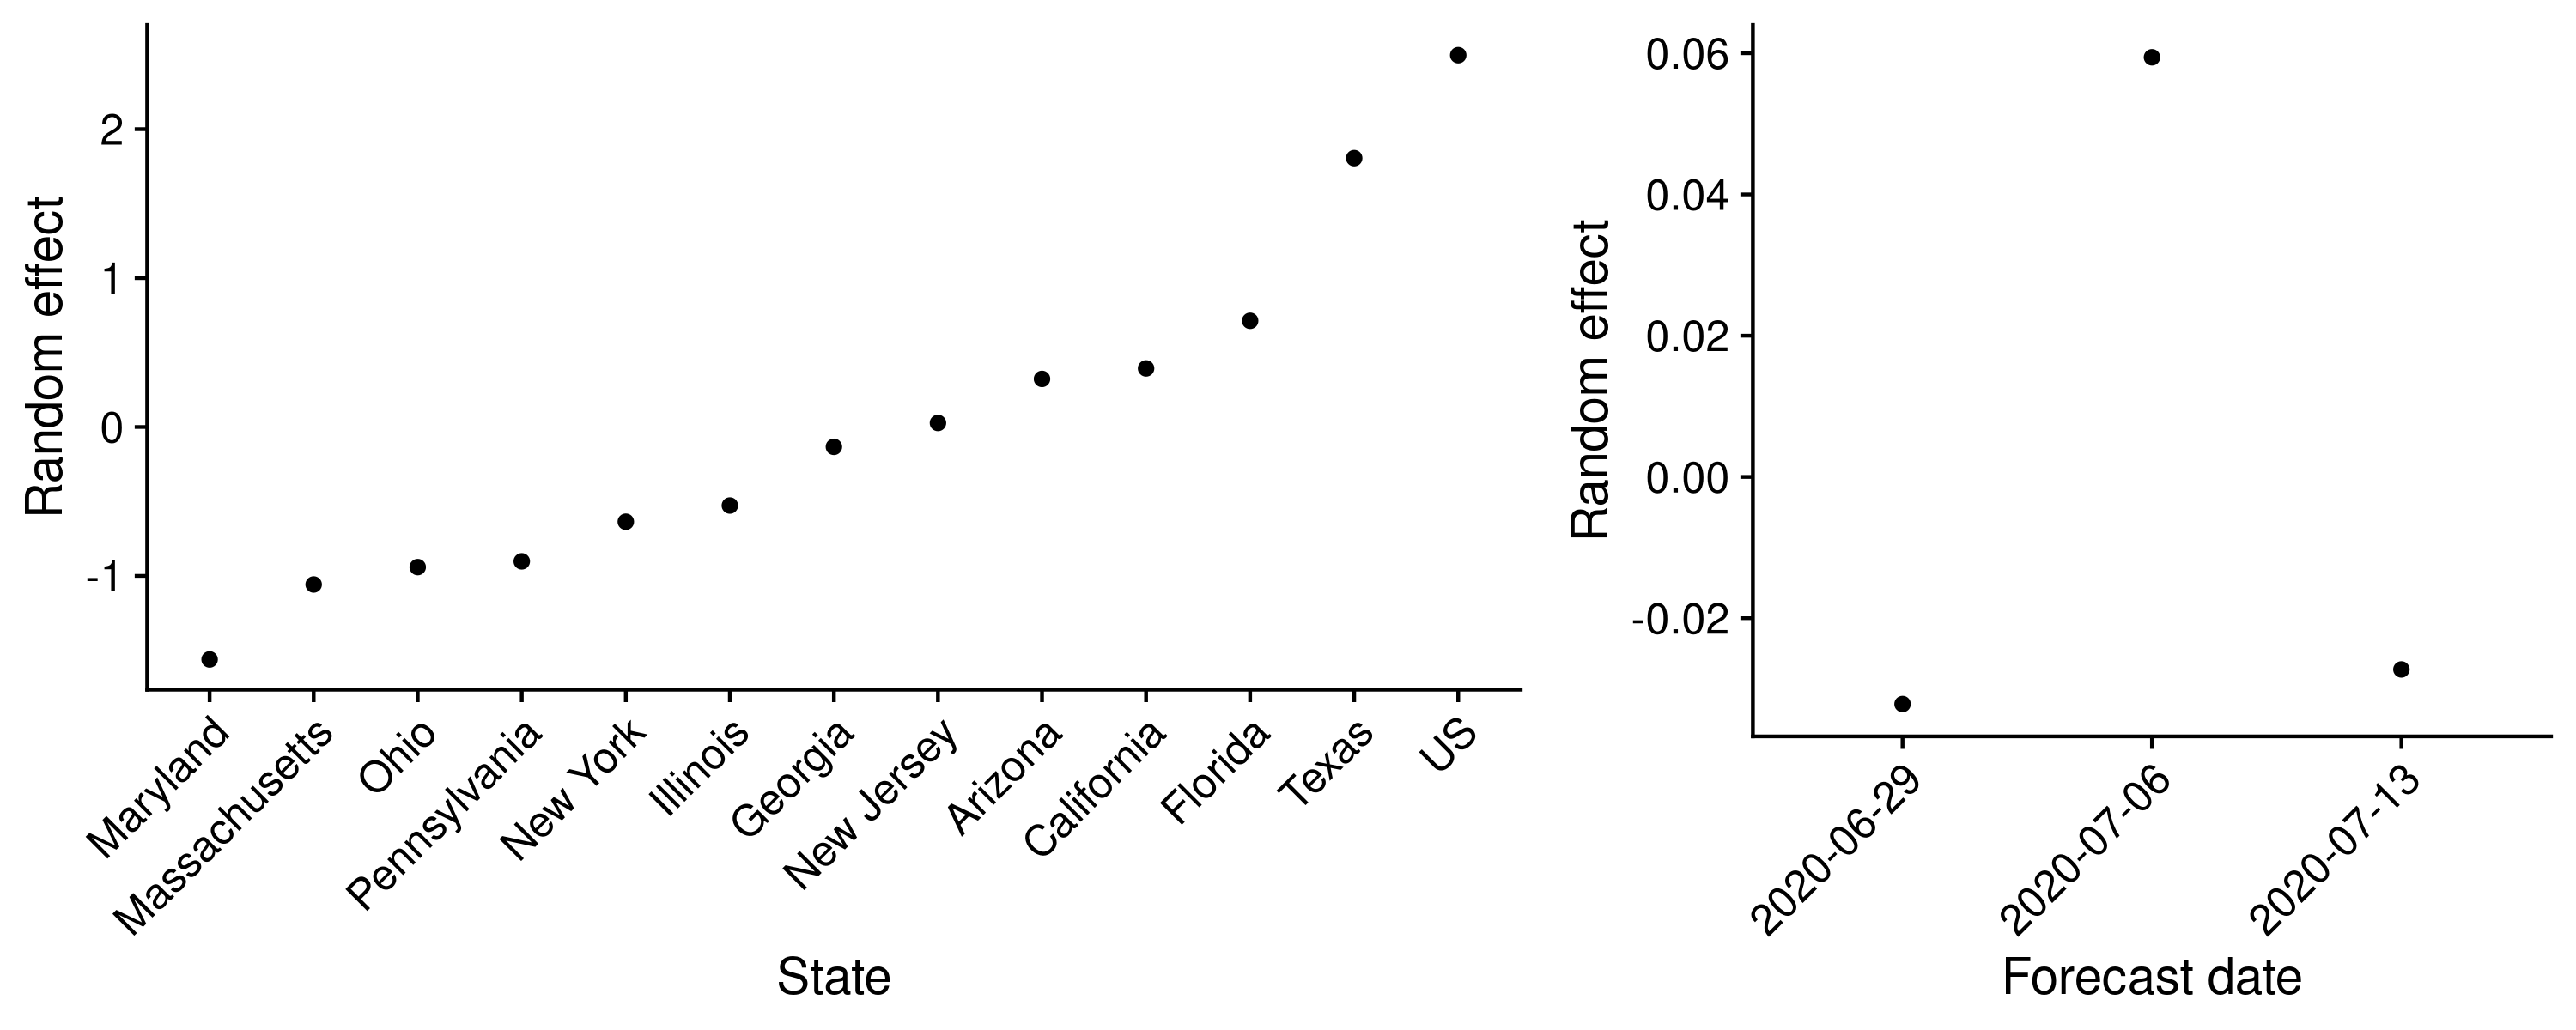 Random effect
2
1
0
-1
Maryland
Massachusetts
Ohio
Pennsylvania
New York
Illinois
Georgia
New Jersey
Arizona
California
Florida
Texas
US
State
Random effect
0.06
0.04
0.02
0.00
-0.02
2020-06-29
2020-07-06
2020-07-13
Forecast date